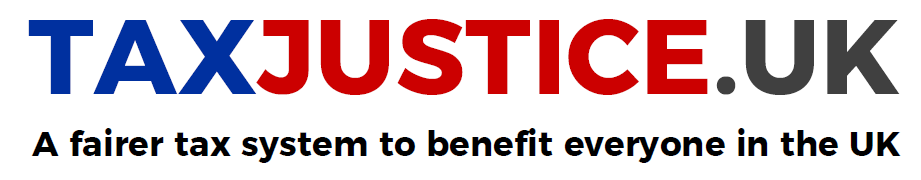 TAXJUSTICE.UK
A fairer tax system to benefit everyone in the UK